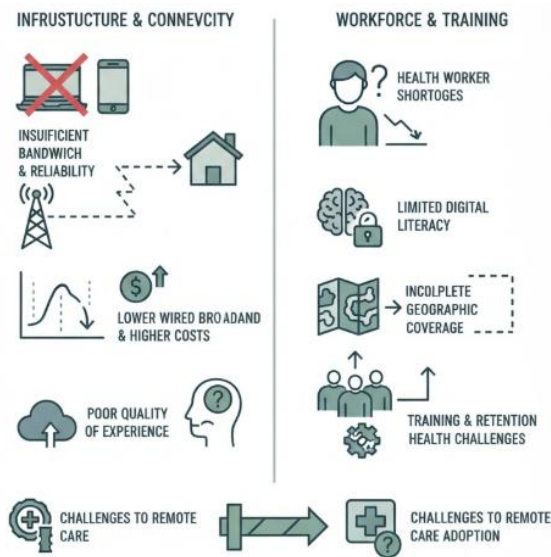 INFRUSTUCTURE & CONNEVCITY
INSUIFICIENT
BANDWICH
& RELIABILITY
$
LOWER WIRED BROADAND
& HIGHER COSTS
POOR QUALITY
OF EXPERIENCE
?
WORKFORCE & TRAINING
?
HEALTH WORKER
SHORTOGES
LIMITED DIGITAL
LITERACY
INCOLPLETE
GEOGRAPHIC
COVERAGE
TRAINING & RETENTION
HEALTH CHALLENGES
CHALLENGES TO REMOTE
CARE
?
CHALLENGES TO REMOTE
CARE ADOPTION